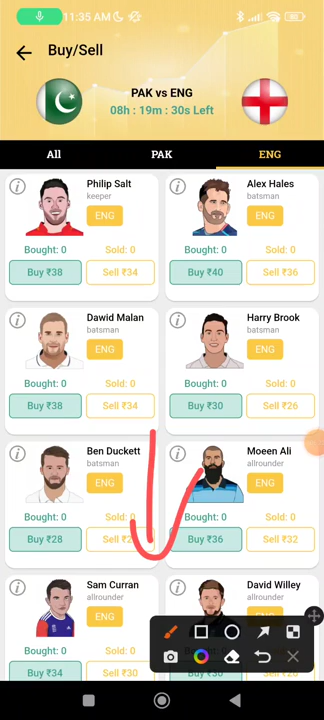 11:35 AM
Buy/Sell
PAK vs ENG
08h : 19m : 30s Left
All PAK ENG
Philip Salt
keeper
ENG
Bought: 0 Sold: 0
Buy ₹38 Sell ₹34
Alex Hales
batsman
ENG
Bought: 0 Sold: 0
Buy ₹40 Sell ₹36
Dawid Malan
batsman
ENG
Bought: 0 Sold: 0
Buy ₹38 Sell ₹34
Harry Brook
batsman
ENG
Bought: 0 Sold: 0
Buy ₹30 Sell ₹26
Ben Duckett
batsman
ENG
Bought: 0 Sold: 0
Buy ₹28 Sell
Moeen Ali
allrounder
ENG
Bought: 0 Sold: 0
Buy ₹36 Sell ₹32
Sam Curran
allrounder
ENG
Bought: 0 Sold: 0
Buy ₹34 Sell ₹30
David Willey
allrounder
ENG